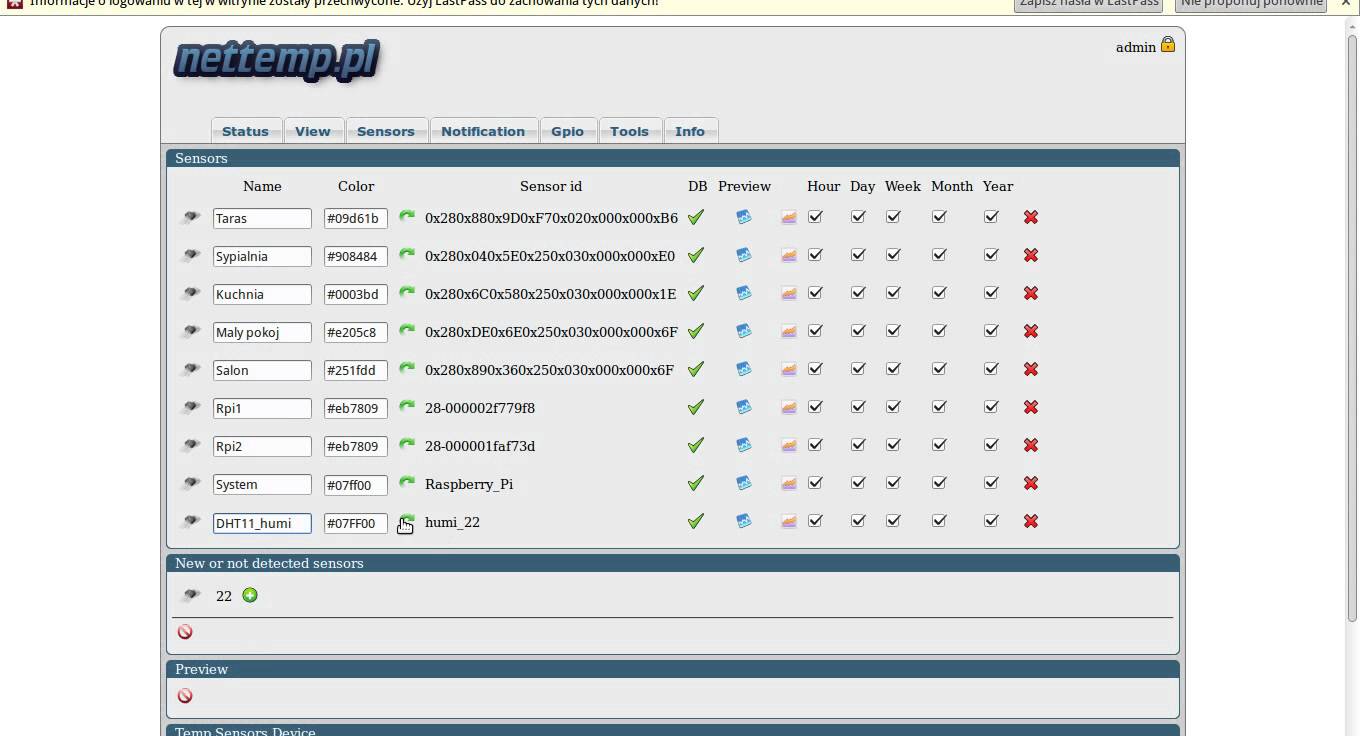 Informacje o logowaniu w tej w witrynie zostały przechwycone. Użyj LastPass do zachowania tych danych!
Zapisz hasła w LastPass
Nie proponuj ponownie
nettemp.pl
admin
Status View Sensors Notification Gpio Tools Info
Sensors
Name Color Sensor id DB Preview Hour Day Week Month Year
Taras #09d61b 0x280x880x9D0xF70x020x000x000xB6
Sypialnia #908484 0x280x040x5E0x250x030x000x000xE0
Kuchnia #0003bd 0x280x6C0x580x250x030x000x000x1E
Maly pokoj #e205c8 0x280xDE0x6E0x250x030x000x000x6F
Salon #251fdd 0x280x890x360x250x030x000x000x6F
Rpi1 #eb7809 28-000002f779f8
Rpi2 #eb7809 28-000001faf73d
System #07ff00 Raspberry_Pi
DHT11_humi #07FF00 humi_22
New or not detected sensors
22
Preview
Temp Sensors Device